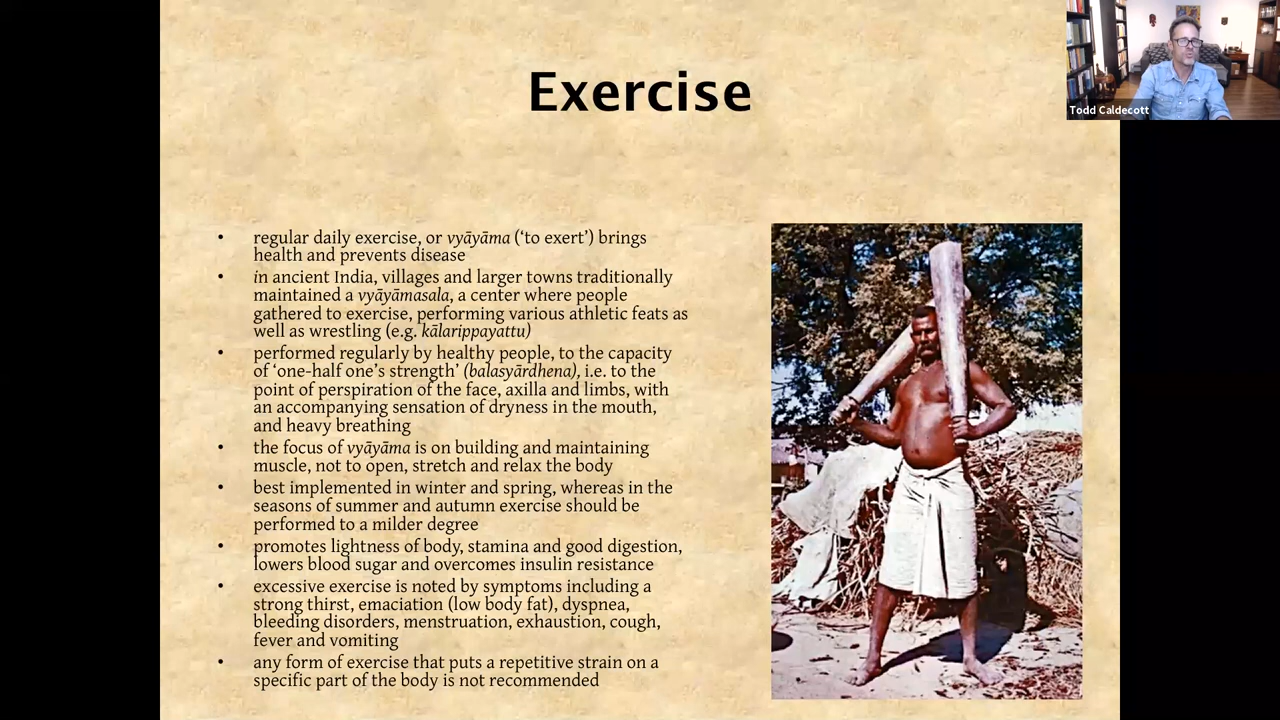 Exercise
Todd Caldecott
• regular daily exercise, or vyāyāma (‘to exert’) brings
health and prevents disease
• in ancient India, villages and larger towns traditionally
maintained a vyāyāmasala, a center where people
gathered to exercise, performing various athletic feats as
well as wrestling (e.g. kālarippayattu)
• performed regularly by healthy people, to the capacity
of ‘one-half one’s strength’ (balasyārdhena), i.e. to the
point of perspiration of the face, axilla and limbs, with
an accompanying sensation of dryness in the mouth,
and heavy breathing
• the focus of vyāyāma is on building and maintaining
muscle, not to open, stretch and relax the body
• best implemented in winter and spring, whereas in the
seasons of summer and autumn exercise should be
performed to a milder degree
• promotes lightness of body, stamina and good digestion,
lowers blood sugar and overcomes insulin resistance
• excessive exercise is noted by symptoms including a
strong thirst, emaciation (low body fat), dyspnea,
bleeding disorders, menstruation, exhaustion, cough,
fever and vomiting
• any form of exercise that puts a repetitive strain on a
specific part of the body is not recommended